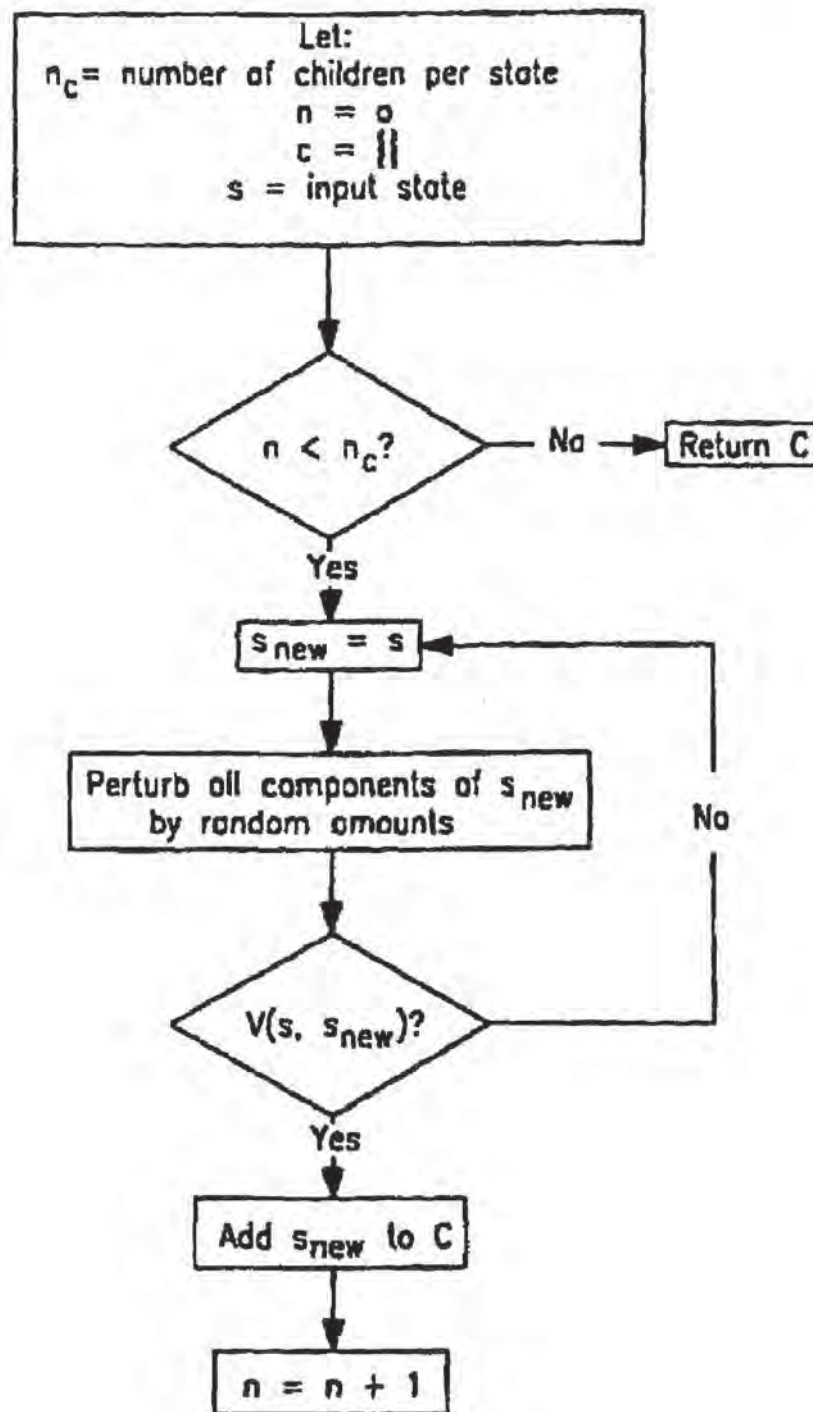 Let:
n_c = number of children per state
n = o
c = {}
s = input state
n < n_c?
No
Return C
Yes
s_new = s
Perturb all components of s_new
by random amounts
No
V(s, s_new)?
Yes
Add s_new to C
n = n + 1